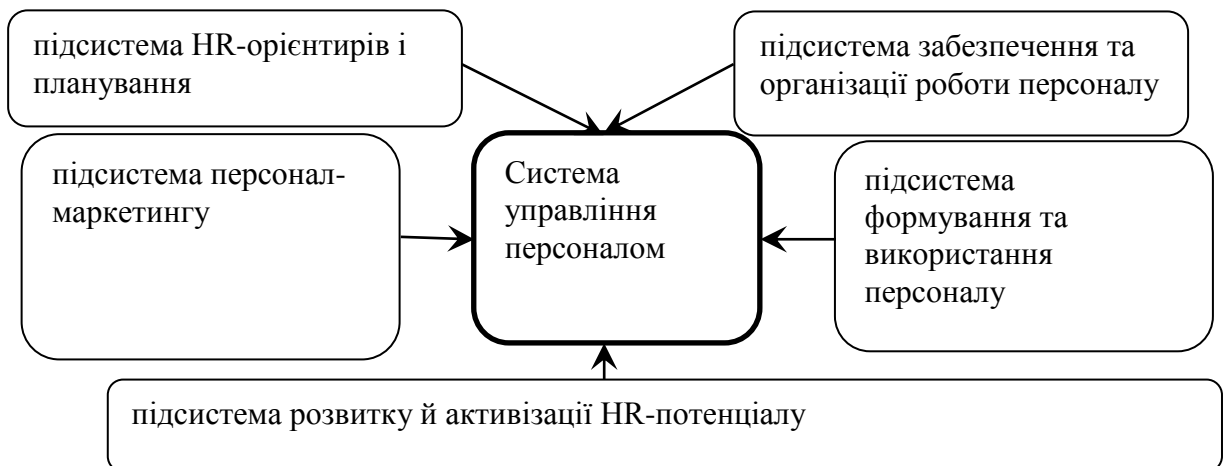 підсистема HR-орієнтирів і
планування
підсистема забезпечення та
організації роботи персоналу
підсистема персонал-
маркетингу
Система
управління
персоналом
підсистема
формування та
використання
персоналу
підсистема розвитку й активізації HR-потенціалу